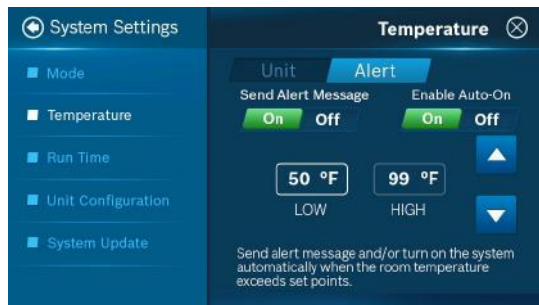 System Settings
Temperature
Mode
Temperature
Run Time
Unit Configuration
System Update
Unit
Alert
Send Alert Message
Enable Auto-On
On Off
On Off
50 ºF
99 ºF
LOW
HIGH
Send alert message and/or turn on the system
automatically when the room temperature
exceeds set points.